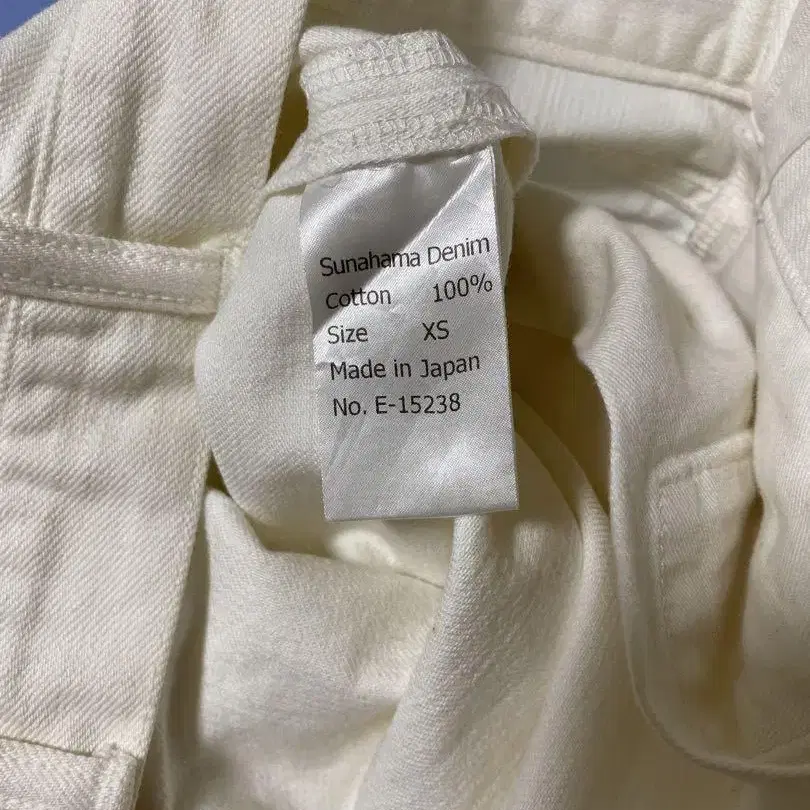 Sunahama Denim
Cotton 100%
Size XS
Made in Japan
No. E-15238